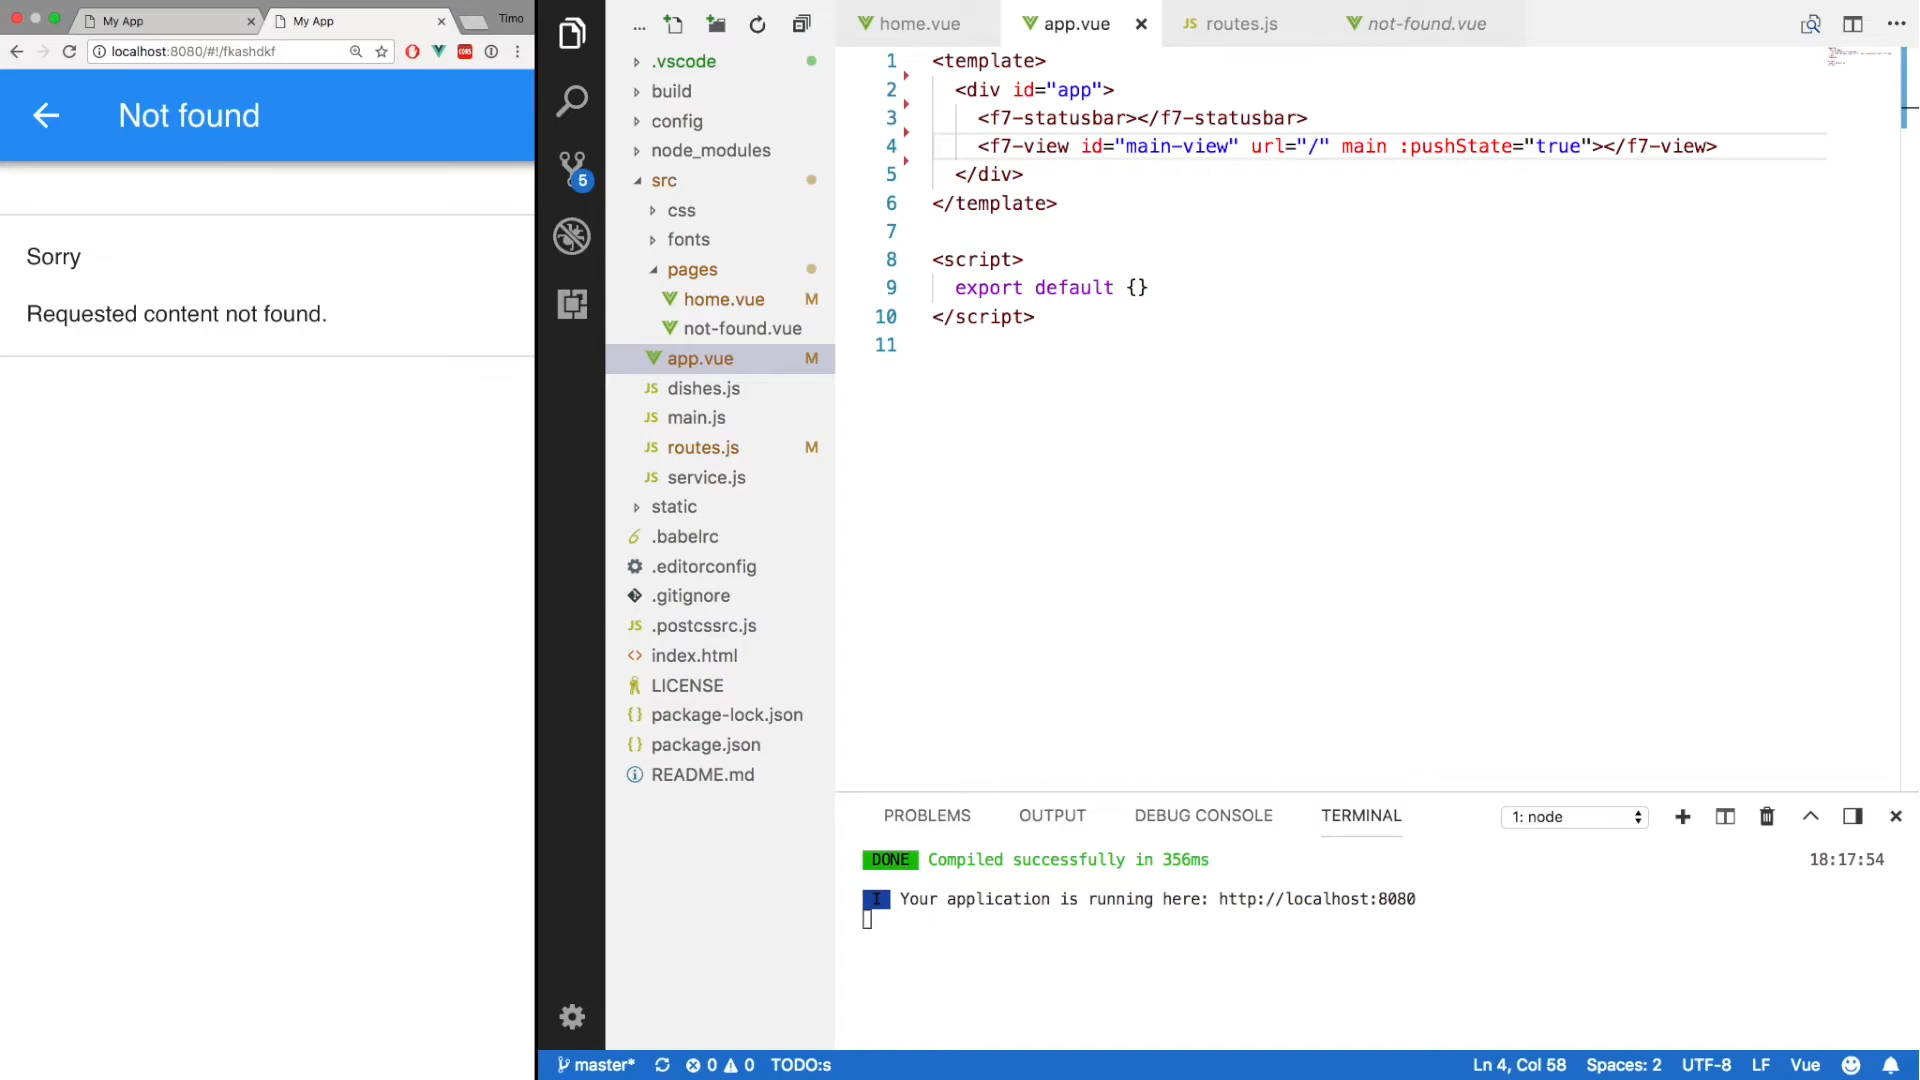 My App
My App
Timo
localhost:8080/#!/fkashdkf
Not found
Sorry
Requested content not found.
5
.vscode
build
config
node_modules
src
css
fonts
pages
home.vue M
not-found.vue
app.vue M
JS dishes.js
JS main.js
JS routes.js M
JS service.js
static
.babelrc
.editorconfig
.gitignore
JS .postcssrc.js
index.html
LICENSE
package-lock.json
package.json
README.md
home.vue
app.vue
JS routes.js
not-found.vue
1 <template>
2 <div id="app">
3 <f7-statusbar></f7-statusbar>
4 <f7-view id="main-view" url="/" main :pushState="true"></f7-view>
5 </div>
6 </template>
7
8 <script>
9 export default {}
10 </script>
11
PROBLEMS OUTPUT DEBUG CONSOLE TERMINAL 1: node
DONE Compiled successfully in 356ms 18:17:54
I Your application is running here: http://localhost:8080
master* 0 0 TODO:s Ln 4, Col 58 Spaces: 2 UTF-8 LF Vue